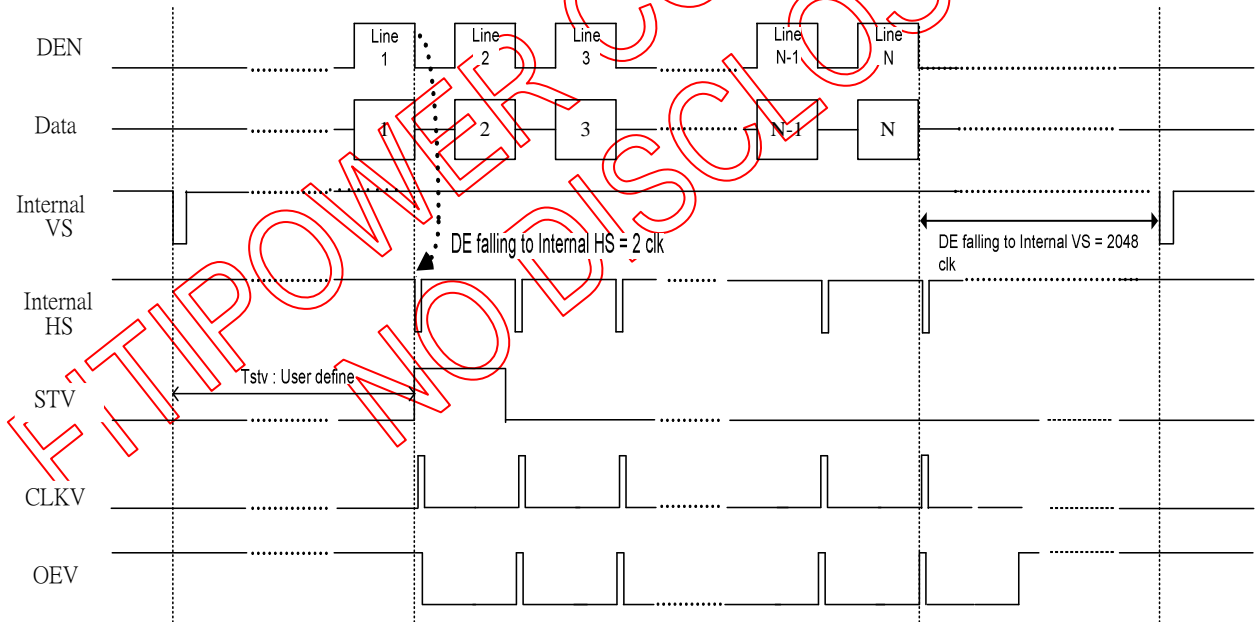 DEN
Line
1
Line
2
Line
3
Line
N-1
Line
N
Data
1
2
3
N-1
N
Internal
VS
DE falling to Internal HS = 2 clk
DE falling to Internal VS = 2048
clk
Internal
HS
Tstv : User define
STV
CLKV
OEV
NO DISCLOS